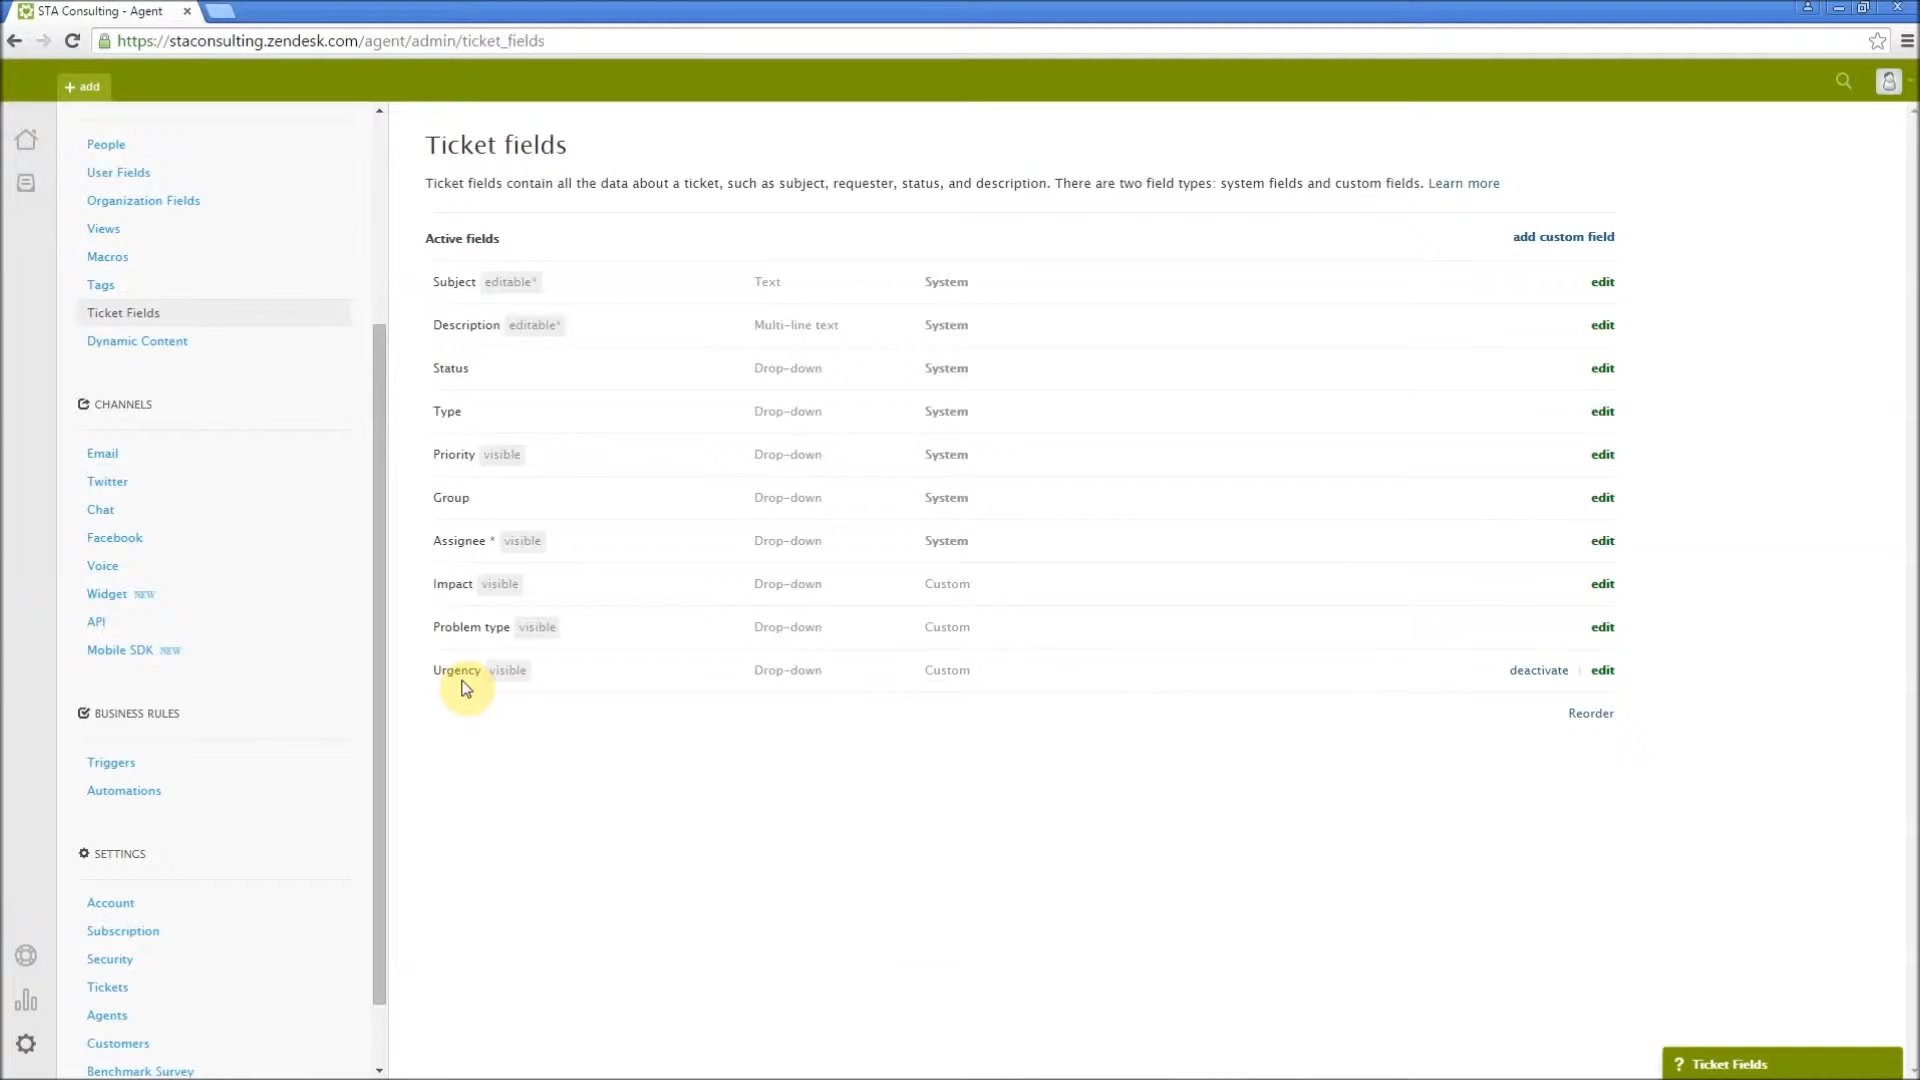 STA Consulting - Agent
https://staconsulting.zendesk.com/agent/admin/ticket_fields
+ add
People
User Fields
Organization Fields
Views
Macros
Tags
Ticket Fields
Dynamic Content
CHANNELS
Email
Twitter
Chat
Facebook
Voice
Widget NEW
API
Mobile SDK NEW
BUSINESS RULES
Triggers
Automations
SETTINGS
Account
Subscription
Security
Tickets
Agents
Customers
Benchmark Survey
Ticket fields
Ticket fields contain all the data about a ticket, such as subject, requester, status, and description. There are two field types: system fields and custom fields. Learn more
Active fields add custom field
Subject editable* Text System edit
Description editable* Multi-line text System edit
Status Drop-down System edit
Type Drop-down System edit
Priority visible Drop-down System edit
Group Drop-down System edit
Assignee * visible Drop-down System edit
Impact visible Drop-down Custom edit
Problem type visible Drop-down Custom edit
Urgency visible Drop-down Custom deactivate | edit
Reorder
? Ticket Fields